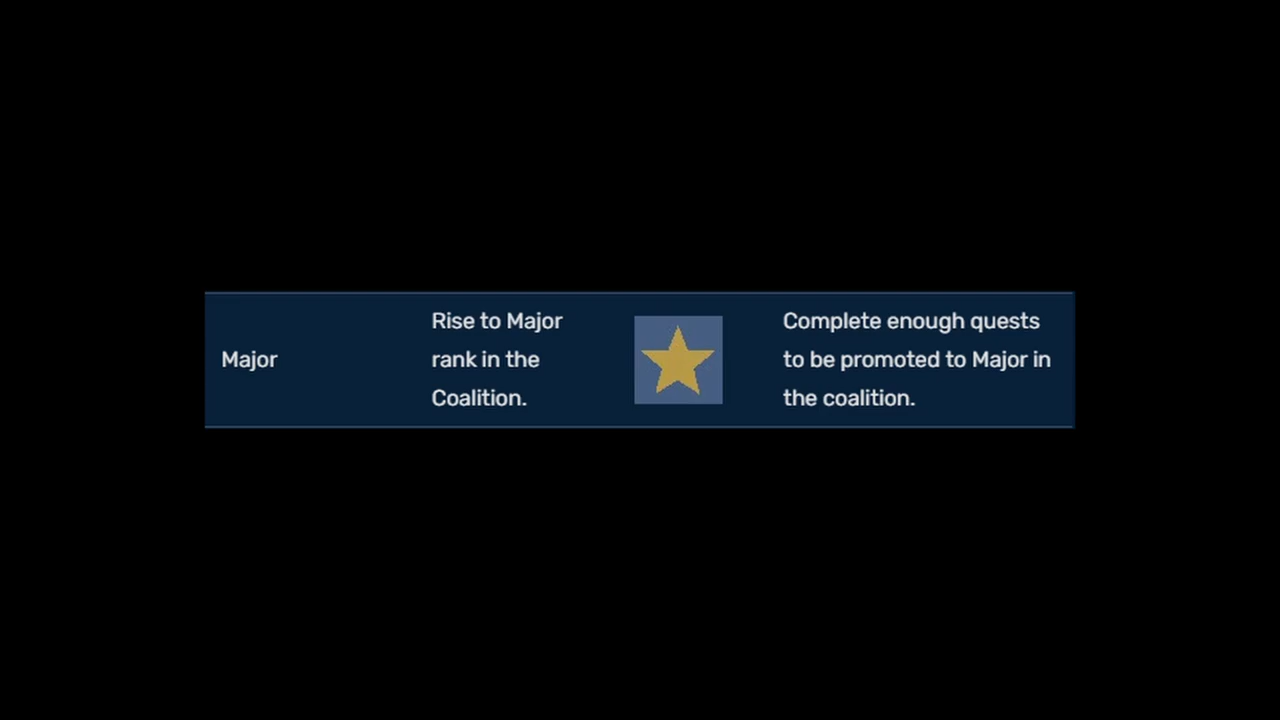 Major
Rise to Major
rank in the
Coalition.
Complete enough quests
to be promoted to Major in
the coalition.